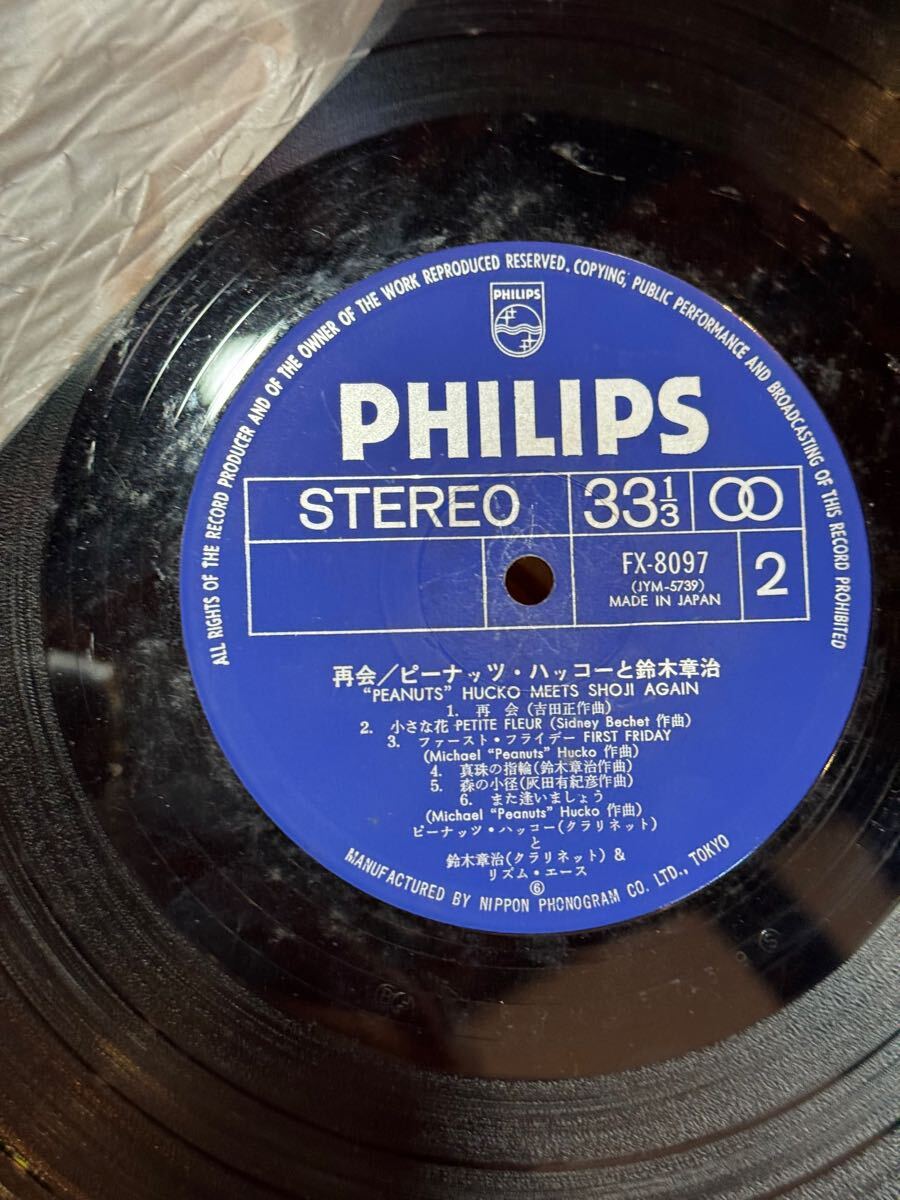 ALL RIGHTS OF THE RECORD PRODUCER AND OF THE OWNER OF THE WORK REPRODUCED RESERVED. COPYING, PUBLIC PERFORMANCE AND BROADCASTING OF THIS RECORD PROHIBITED
PHILIPS
PHILIPS
STEREO 33 1/3
FX-8097
(JYM-5739)
MADE IN JAPAN
2
再会/ピーナッツ・ハッコーと鈴木章治
"PEANUTS" HUCKO MEETS SHOJI AGAIN
1. 再会(吉田正作曲)
2. 小さな花 PETITE FLEUR (Sidney Bechet 作曲)
3. ファースト・フライデー FIRST FRIDAY
(Michael "Peanuts" Hucko 作曲)
4. 真珠の指輪(鈴木章治作曲)
5. 森の小径(灰田有紀彦作曲)
6. また逢いましょう
(Michael "Peanuts" Hucko 作曲)
ピーナッツ・ハッコー(クラリネット)
と
鈴木章治(クラリネット) &
リズム・エース
⑥
MANUFACTURED BY NIPPON PHONOGRAM CO. LTD., TOKYO